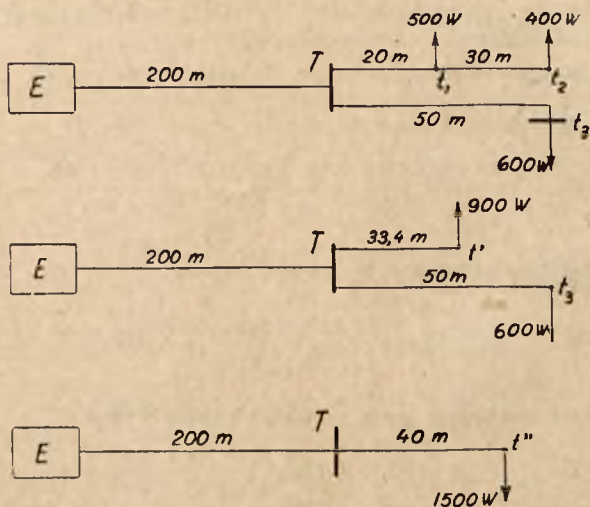 500 W 400 W
T 20 m 30 m
200 m
E t₁ t₂
50 m t₃
600 W
900 W
T 33,4 m
200 m t'
E 50 m t₃
600 W
T
200 m 40 m t"
E
1500 W